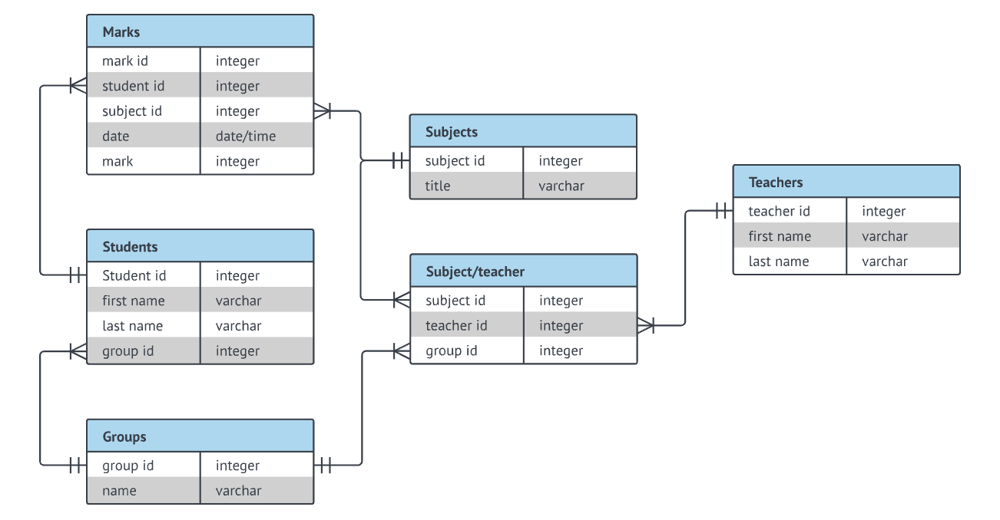 Marks
mark id integer
student id integer
subject id integer
date date/time
mark integer
Subjects
subject id integer
title varchar
Teachers
teacher id integer
first name varchar
last name varchar
Students
Student id integer
first name varchar
last name varchar
group id integer
Subject/teacher
subject id integer
teacher id integer
group id integer
Groups
group id integer
name varchar